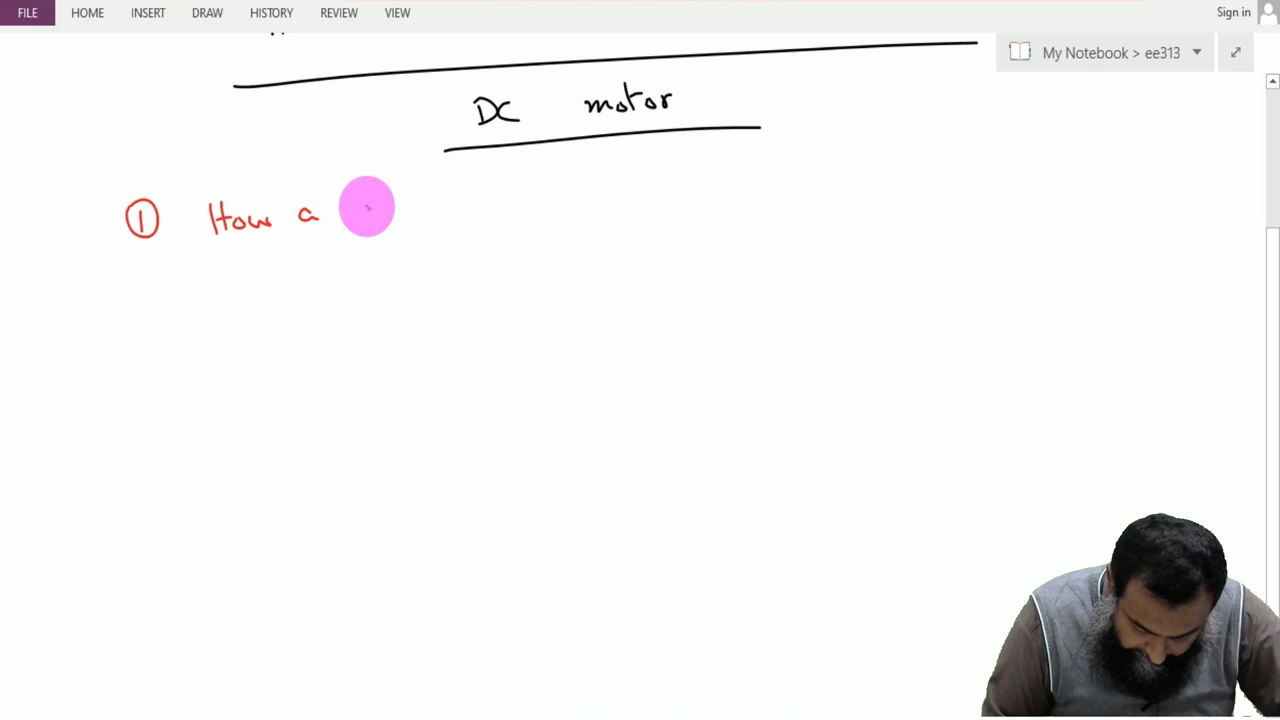 FILE HOME INSERT DRAW HISTORY REVIEW VIEW Sign in
My Notebook > ee313
DC motor
① How a